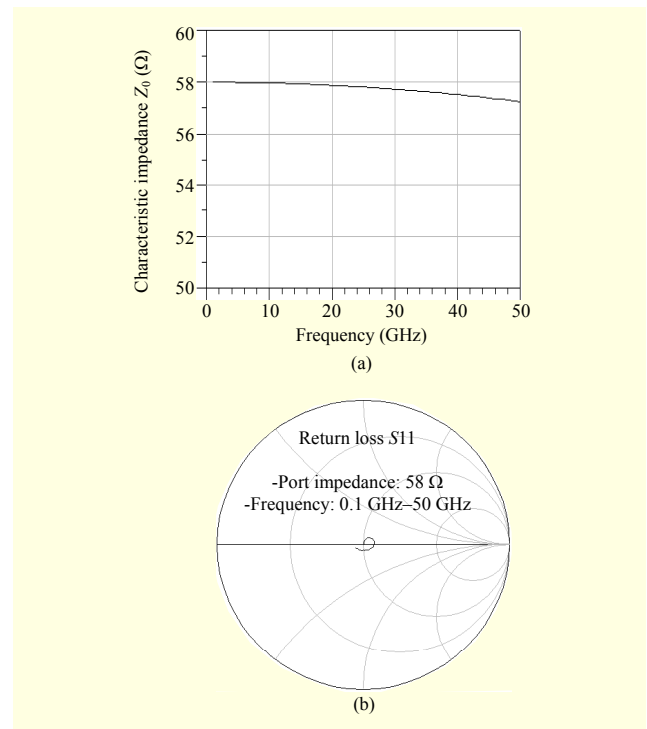 60
58
56
54
52
50
Characteristic impedance Z₀ (Ω)
0 10 20 30 40 50
Frequency (GHz)
(a)
Return loss S11
-Port impedance: 58 Ω
-Frequency: 0.1 GHz–50 GHz
(b)